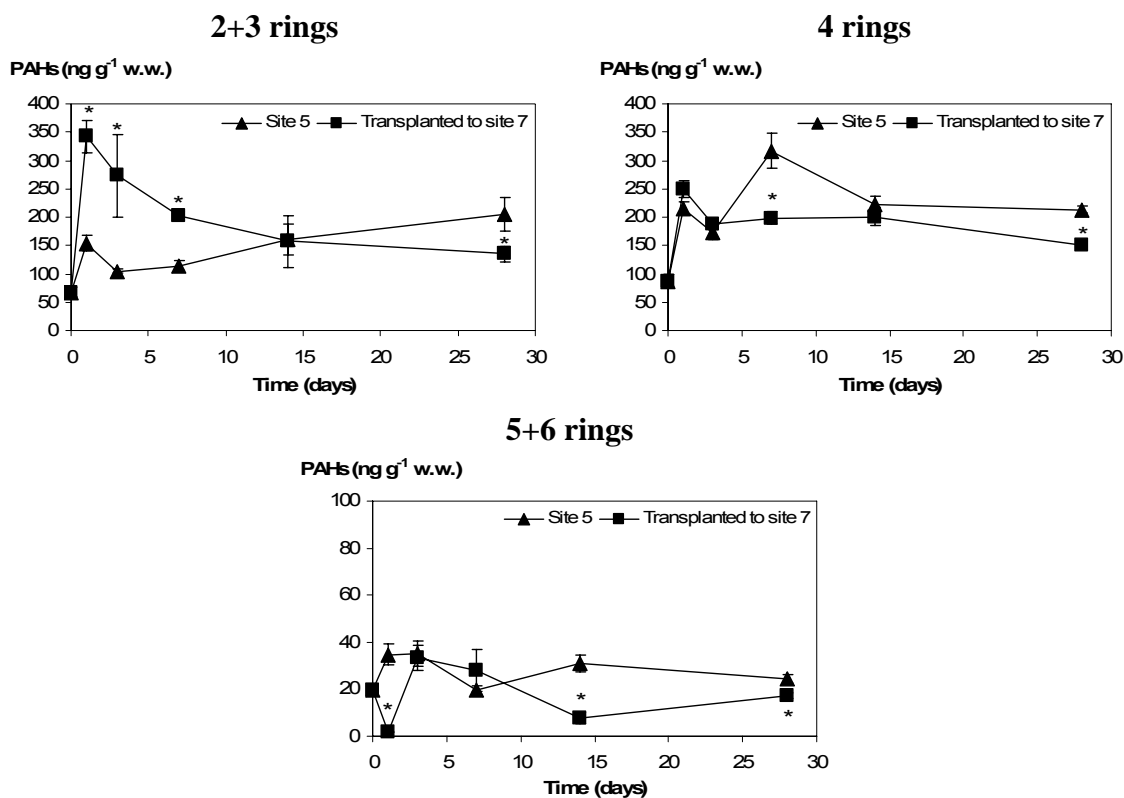 2+3 rings
PAHs (ng g⁻¹ w.w.)
400
350
300
250
200
150
100
50
0
* * * *
Site 5 Transplanted to site 7
0 5 10 15 20 25 30
Time (days)
4 rings
PAHs (ng g⁻¹ w.w.)
400
350
300
250
200
150
100
50
0
Site 5 Transplanted to site 7
* *
0 5 10 15 20 25 30
Time (days)
5+6 rings
PAHs (ng g⁻¹ w.w.)
100
80
60
40
20
0
Site 5 Transplanted to site 7
* * *
0 5 10 15 20 25 30
Time (days)